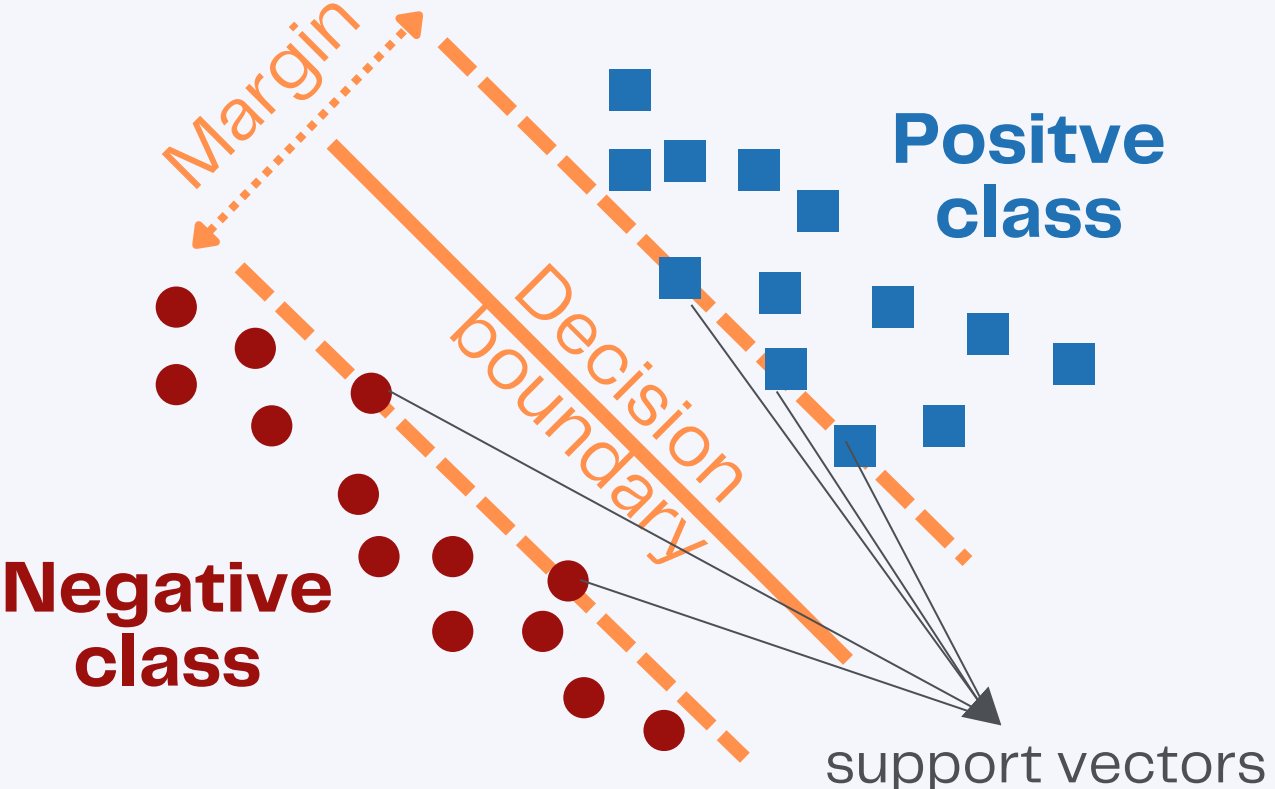 Margin
Positve
class
Decision
boundary
Negative
class
support vectors